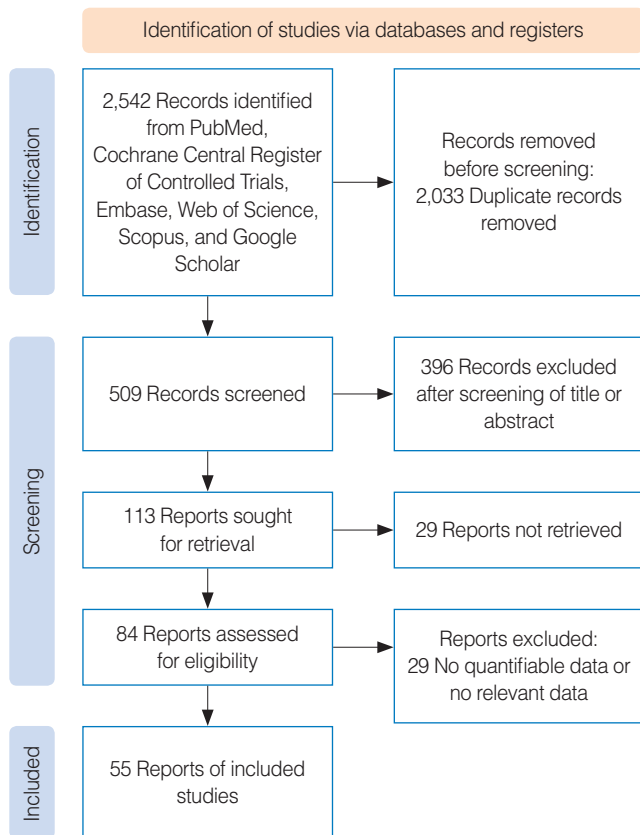 Identification of studies via databases and registers
Identification
2,542 Records identified
from PubMed,
Cochrane Central Register
of Controlled Trials,
Embase, Web of Science,
Scopus, and Google
Scholar
Records removed
before screening:
2,033 Duplicate records
removed
Screening
509 Records screened
396 Records excluded
after screening of title or
abstract
113 Reports sought
for retrieval
29 Reports not retrieved
84 Reports assessed
for eligibility
Reports excluded:
29 No quantifiable data or
no relevant data
Included
55 Reports of included
studies